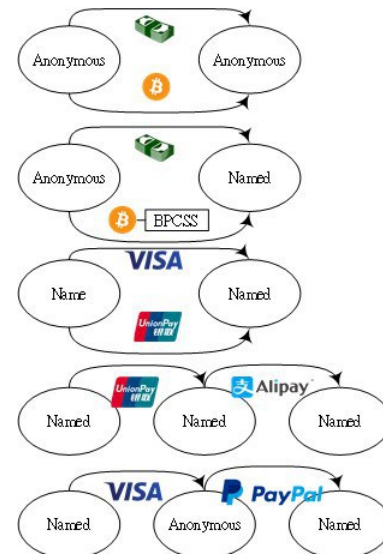 Anonymous Anonymous
Anonymous Named
BPCSS
VISA
Name Named
UnionPay
银联
UnionPay
银联
Alipay
Named Named Named
VISA PayPal
Named Anonymous Named